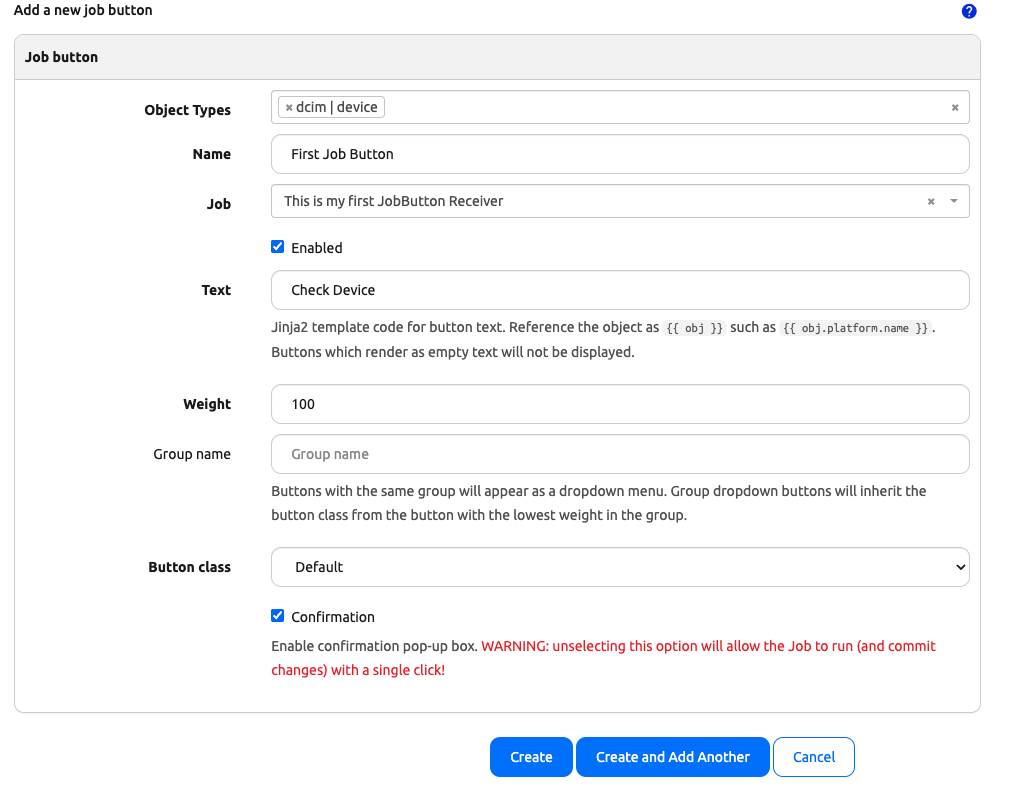 Add a new job button
?
Job button
Object Types
× dcim | device
×
Name
First Job Button
Job
This is my first JobButton Receiver
×
Enabled
Text
Check Device
Jinja2 template code for button text. Reference the object as {{ obj }} such as {{ obj.platform.name }}.
Buttons which render as empty text will not be displayed.
Weight
100
Group name
Group name
Buttons with the same group will appear as a dropdown menu. Group dropdown buttons will inherit the
button class from the button with the lowest weight in the group.
Button class
Default
Confirmation
Enable confirmation pop-up box. WARNING: unselecting this option will allow the Job to run (and commit
changes) with a single click!
Create
Create and Add Another
Cancel